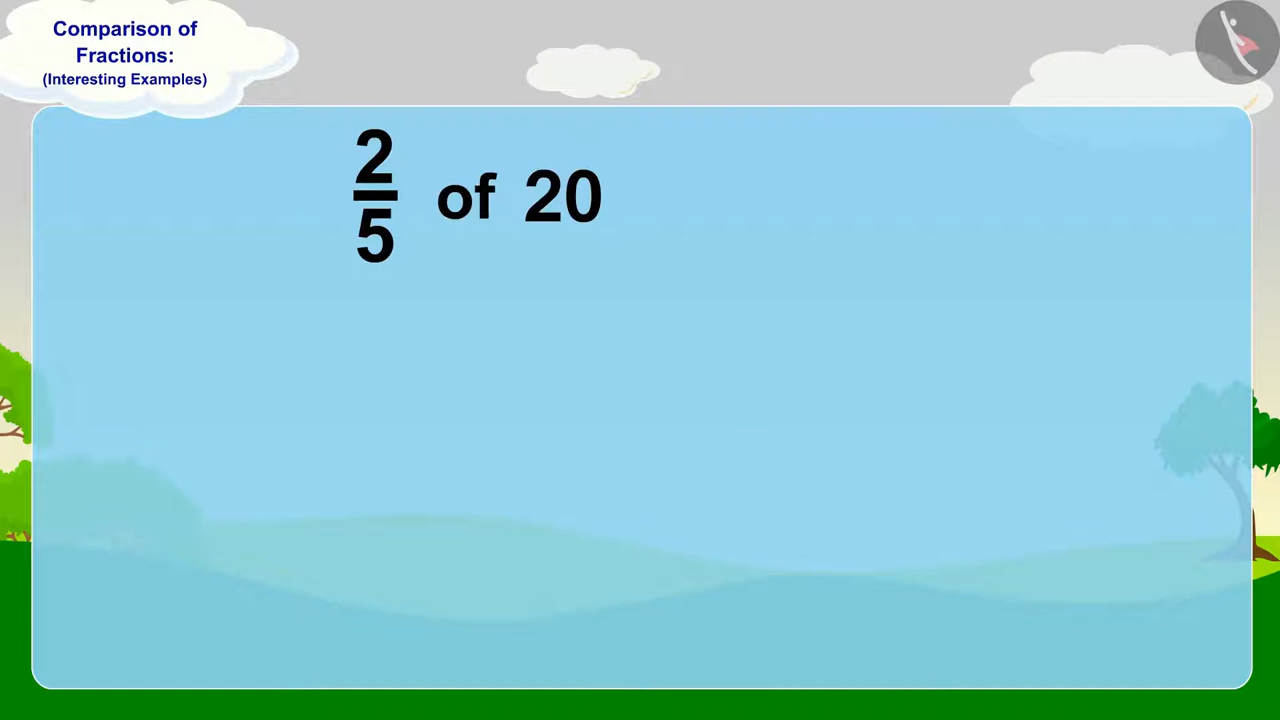 Comparison of
Fractions:
(Interesting Examples)
2/5 of 20